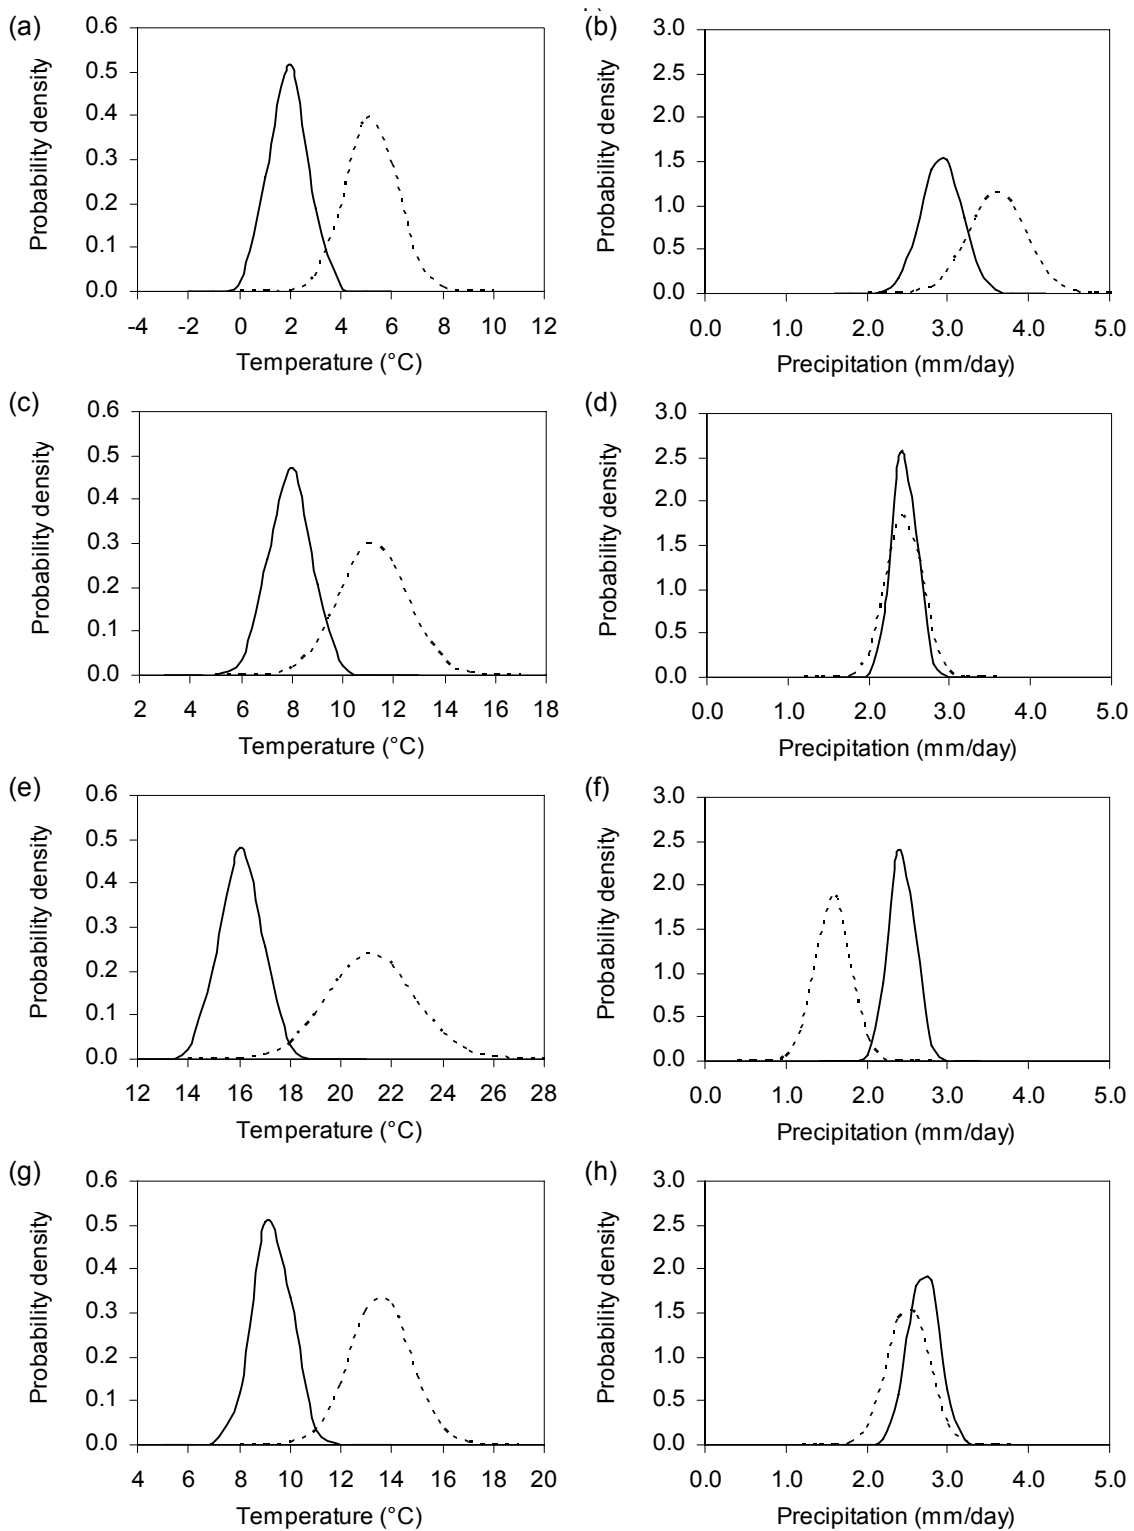 (a)
0.6
0.5
0.4
0.3
0.2
0.1
0.0
Probability density
-4 -2 0 2 4 6 8 10 12
Temperature (°C)
(b)
3.0
2.5
2.0
1.5
1.0
0.5
0.0
Probability density
0.0 1.0 2.0 3.0 4.0 5.0
Precipitation (mm/day)
(c)
0.6
0.5
0.4
0.3
0.2
0.1
0.0
Probability density
2 4 6 8 10 12 14 16 18
Temperature (°C)
(d)
3.0
2.5
2.0
1.5
1.0
0.5
0.0
Probability density
0.0 1.0 2.0 3.0 4.0 5.0
Precipitation (mm/day)
(e)
0.6
0.5
0.4
0.3
0.2
0.1
0.0
Probability density
12 14 16 18 20 22 24 26 28
Temperature (°C)
(f)
3.0
2.5
2.0
1.5
1.0
0.5
0.0
Probability density
0.0 1.0 2.0 3.0 4.0 5.0
Precipitation (mm/day)
(g)
0.6
0.5
0.4
0.3
0.2
0.1
0.0
Probability density
4 6 8 10 12 14 16 18 20
Temperature (°C)
(h)
3.0
2.5
2.0
1.5
1.0
0.5
0.0
Probability density
0.0 1.0 2.0 3.0 4.0 5.0
Precipitation (mm/day)